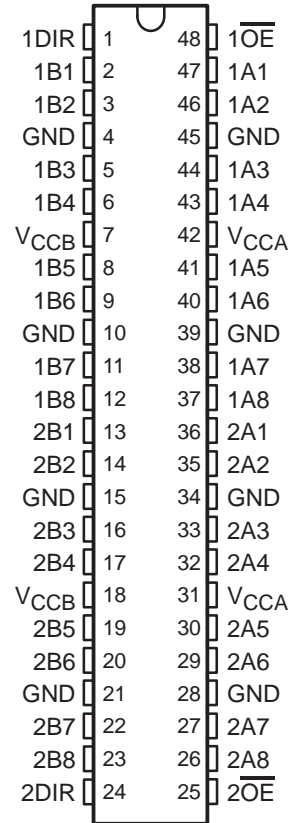 1DIR 1 48 1O̅E̅
1B1 2 47 1A1
1B2 3 46 1A2
GND 4 45 GND
1B3 5 44 1A3
1B4 6 43 1A4
VCCB 7 42 VCCA
1B5 8 41 1A5
1B6 9 40 1A6
GND 10 39 GND
1B7 11 38 1A7
1B8 12 37 1A8
2B1 13 36 2A1
2B2 14 35 2A2
GND 15 34 GND
2B3 16 33 2A3
2B4 17 32 2A4
VCCB 18 31 VCCA
2B5 19 30 2A5
2B6 20 29 2A6
GND 21 28 GND
2B7 22 27 2A7
2B8 23 26 2A8
2DIR 24 25 2O̅E̅